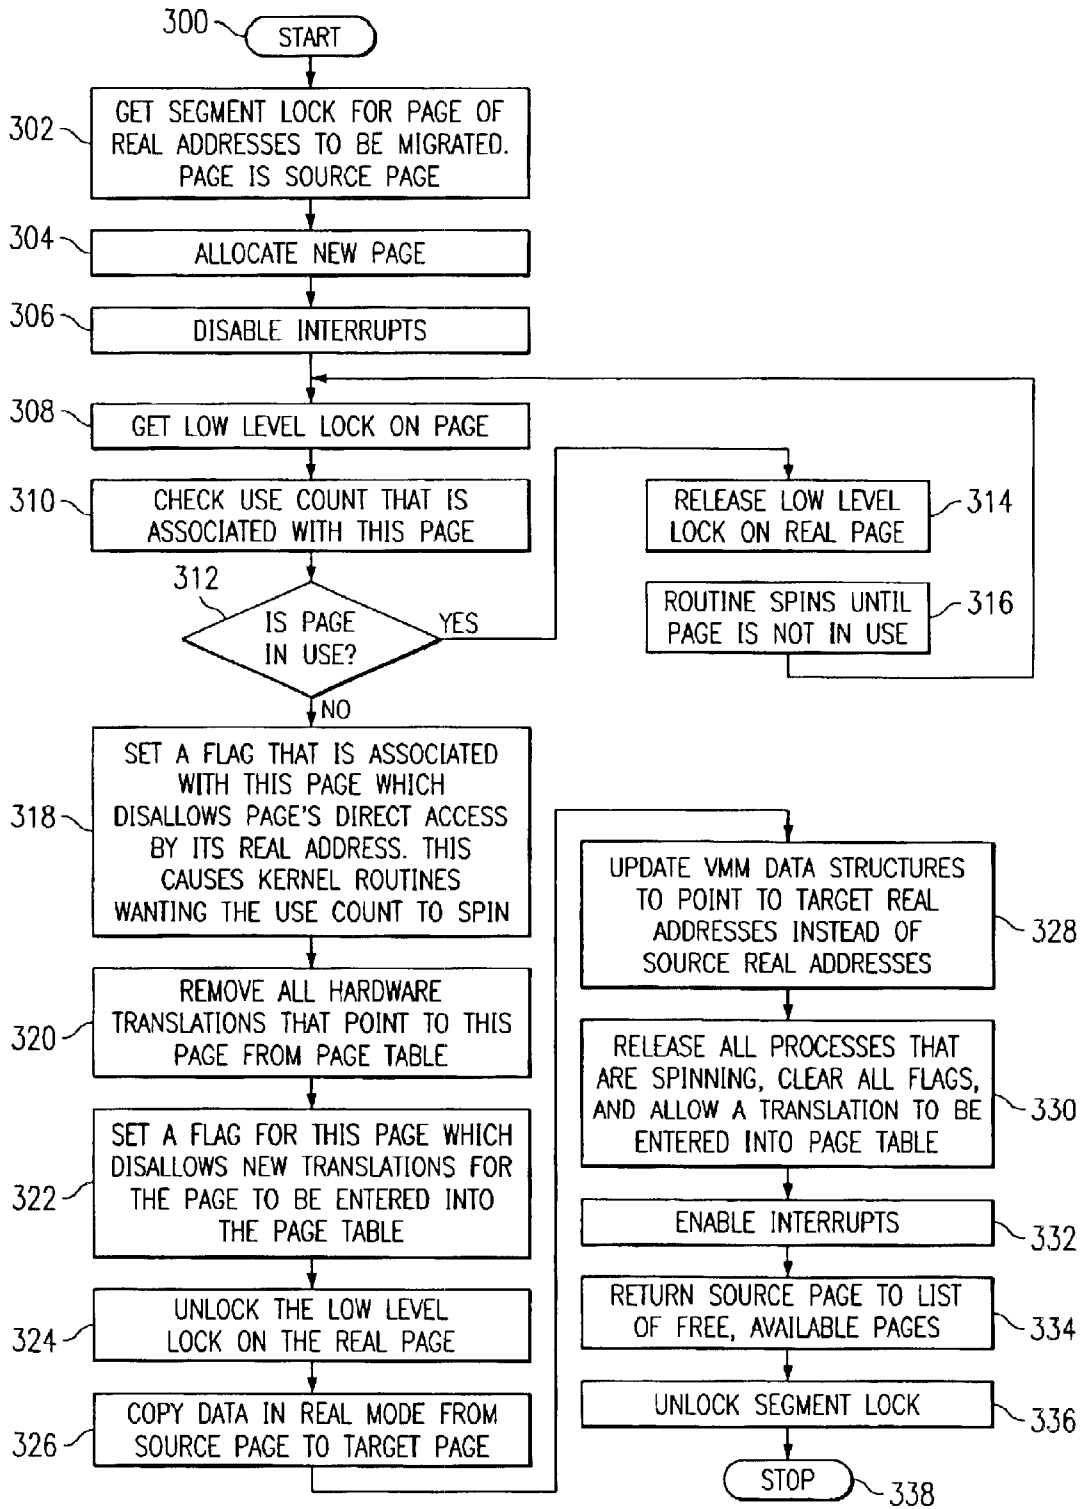 300
START
302
GET SEGMENT LOCK FOR PAGE OF
REAL ADDRESSES TO BE MIGRATED.
PAGE IS SOURCE PAGE
304
ALLOCATE NEW PAGE
306
DISABLE INTERRUPTS
308
GET LOW LEVEL LOCK ON PAGE
310
CHECK USE COUNT THAT IS
ASSOCIATED WITH THIS PAGE
312
IS PAGE
IN USE?
YES
NO
RELEASE LOW LEVEL
LOCK ON REAL PAGE
314
ROUTINE SPINS UNTIL
PAGE IS NOT IN USE
316
318
SET A FLAG THAT IS ASSOCIATED
WITH THIS PAGE WHICH
DISALLOWS PAGE'S DIRECT ACCESS
BY ITS REAL ADDRESS. THIS
CAUSES KERNEL ROUTINES
WANTING THE USE COUNT TO SPIN
320
REMOVE ALL HARDWARE
TRANSLATIONS THAT POINT TO THIS
PAGE FROM PAGE TABLE
322
SET A FLAG FOR THIS PAGE WHICH
DISALLOWS NEW TRANSLATIONS FOR
THE PAGE TO BE ENTERED INTO
THE PAGE TABLE
324
UNLOCK THE LOW LEVEL
LOCK ON THE REAL PAGE
326
COPY DATA IN REAL MODE FROM
SOURCE PAGE TO TARGET PAGE
UPDATE VMM DATA STRUCTURES
TO POINT TO TARGET REAL
ADDRESSES INSTEAD OF
SOURCE REAL ADDRESSES
328
RELEASE ALL PROCESSES THAT
ARE SPINNING, CLEAR ALL FLAGS,
AND ALLOW A TRANSLATION TO BE
ENTERED INTO PAGE TABLE
330
ENABLE INTERRUPTS
332
RETURN SOURCE PAGE TO LIST
OF FREE, AVAILABLE PAGES
334
UNLOCK SEGMENT LOCK
336
STOP
338